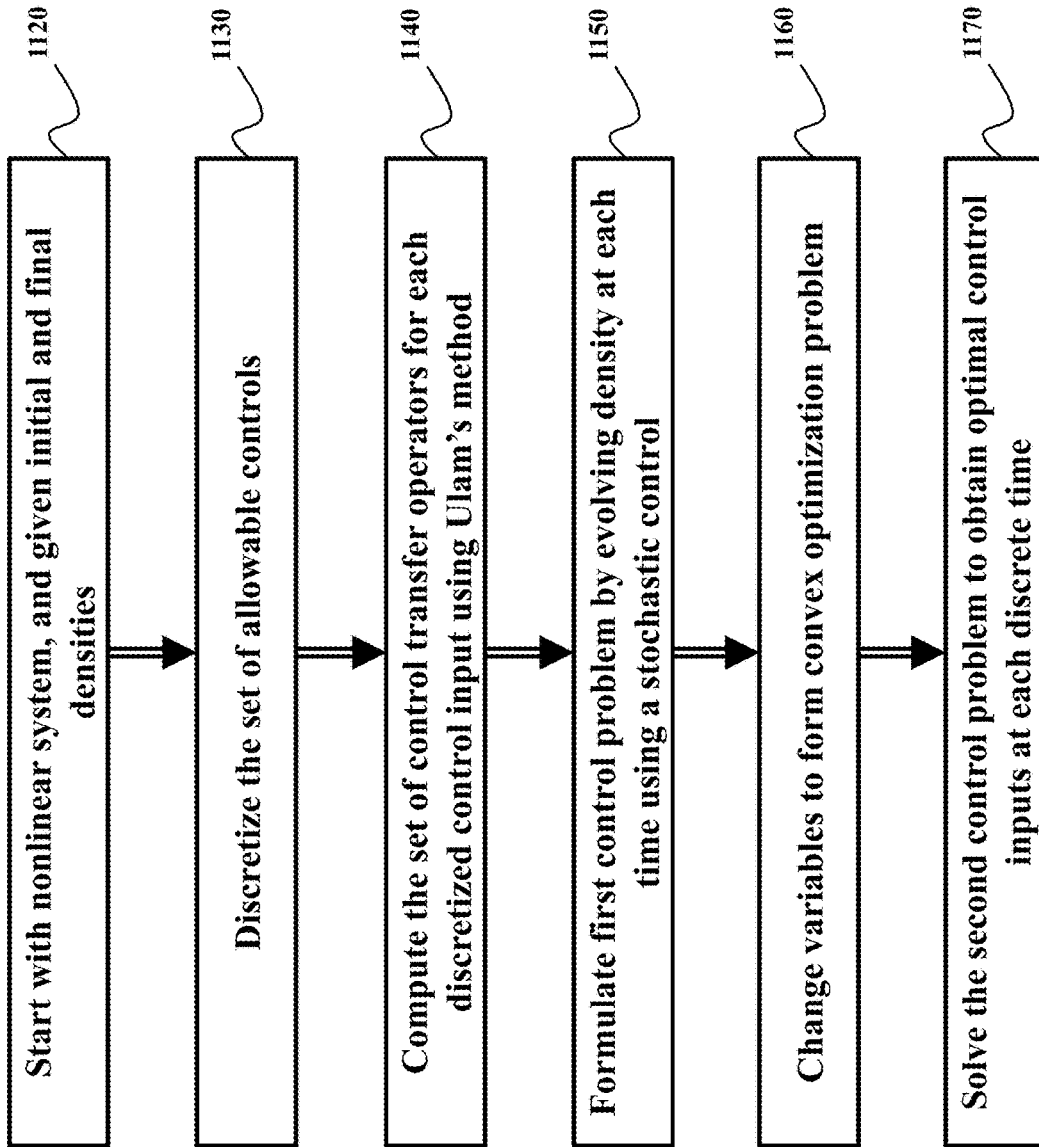 Start with nonlinear system, and given initial and final
densities
1120
Discretize the set of allowable controls
1130
Compute the set of control transfer operators for each
discretized control input using Ulam's method
1140
Formulate first control problem by evolving density at each
time using a stochastic control
1150
Change variables to form convex optimization problem
1160
Solve the second control problem to obtain optimal control
inputs at each discrete time
1170